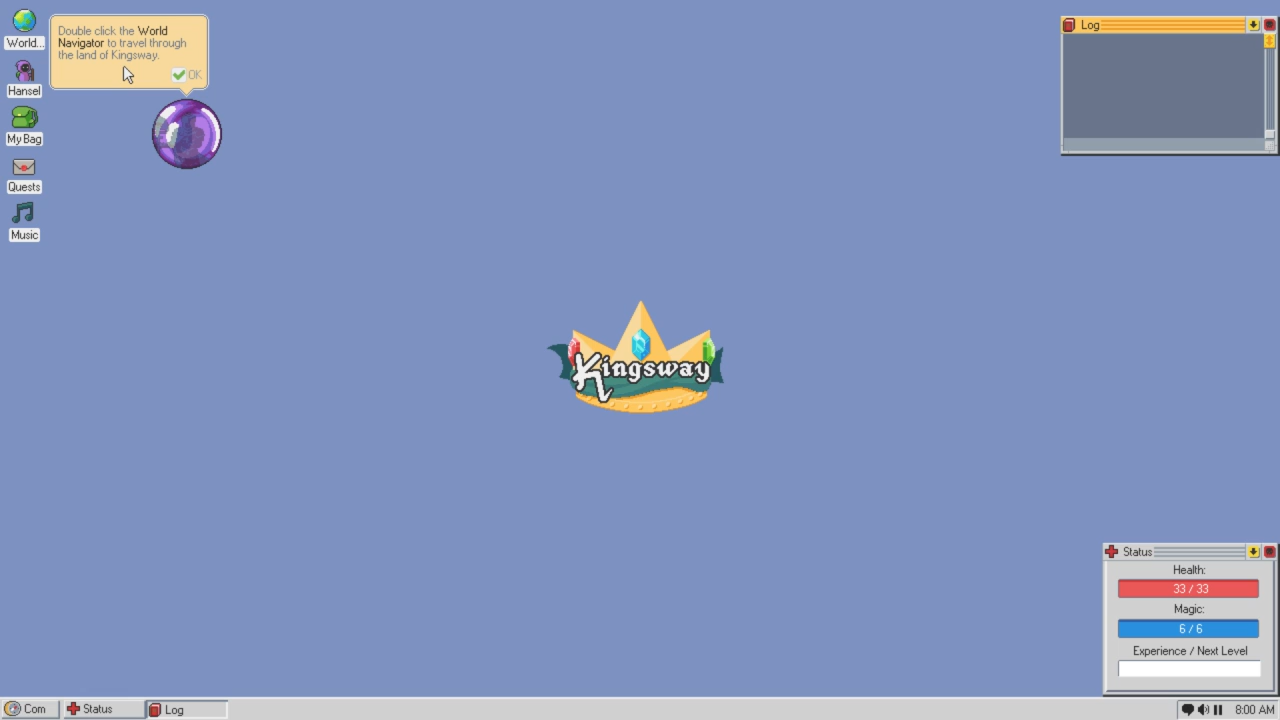 World...
Hansel
My Bag
Quests
Music
Double click the World
Navigator to travel through
the land of Kingsway.
OK
Log
Kingsway
Status
Health:
33 / 33
Magic:
6 / 6
Experience / Next Level
Com
Status
Log
8:00 AM